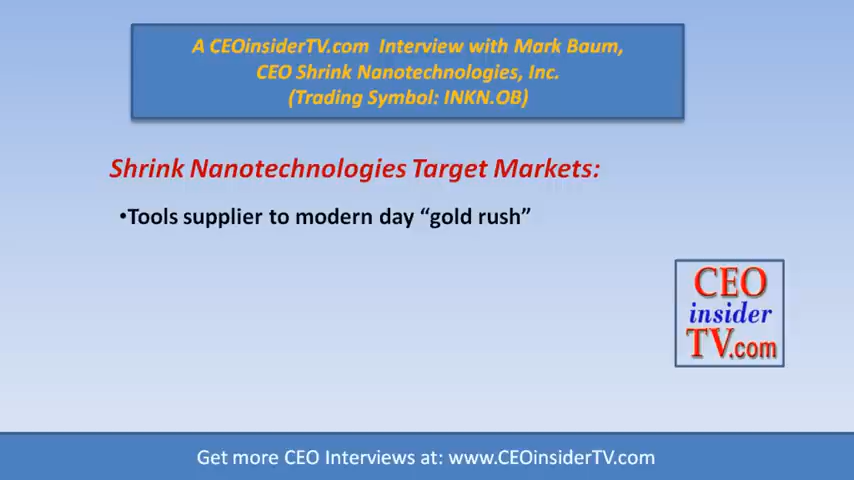 A CEOinsiderTV.com Interview with Mark Baum,
CEO Shrink Nanotechnologies, Inc.
(Trading Symbol: INKN.OB)
Shrink Nanotechnologies Target Markets:
•Tools supplier to modern day “gold rush”
CEO
insider
TV.com
Get more CEO Interviews at: www.CEOinsiderTV.com